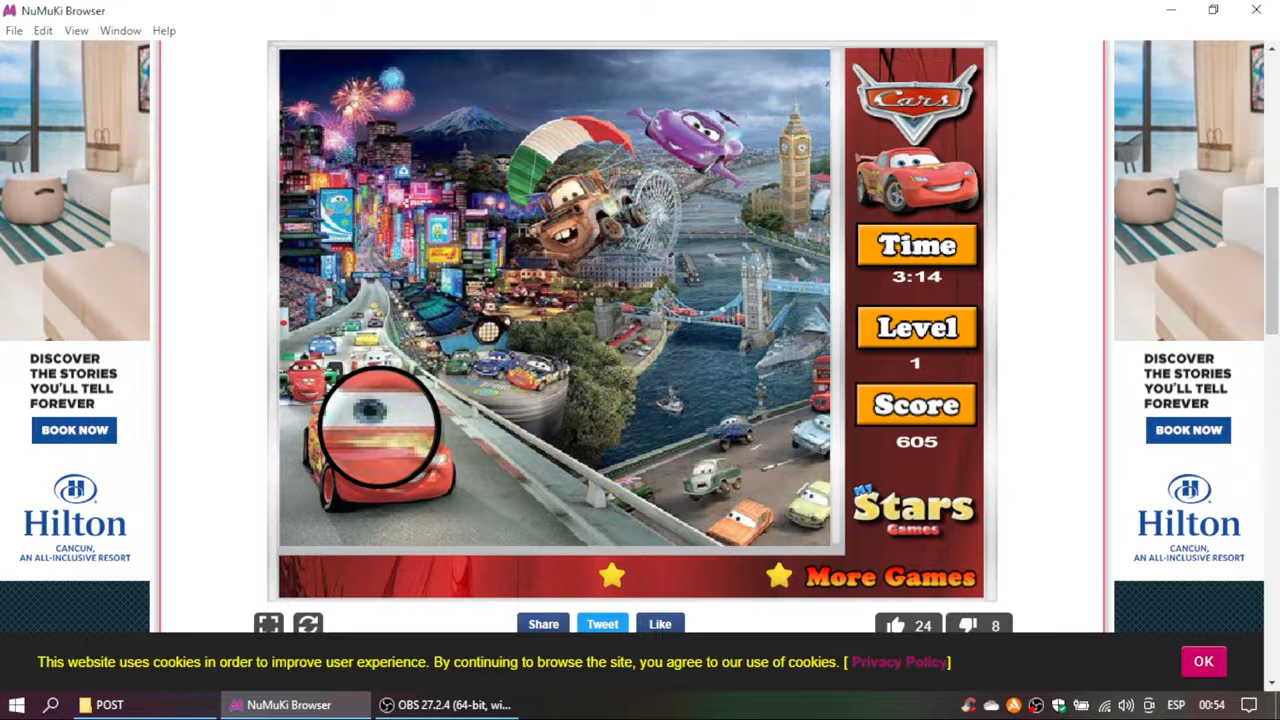 NuMuKi Browser
File Edit View Window Help
Cars
Time
3:14
Level
1
Score
605
DISCOVER
THE STORIES
YOU'LL TELL
FOREVER
BOOK NOW
Hilton
CANCUN,
AN ALL-INCLUSIVE RESORT
DISCOVER
THE STORIES
YOU'LL TELL
FOREVER
BOOK NOW
Hilton
CANCUN,
AN ALL-INCLUSIVE RESORT
MY
Stars
Games
More Games
Share Tweet Like 24 8
This website uses cookies in order to improve user experience. By continuing to browse the site, you agree to our use of cookies. [ Privacy Policy] OK
POST NuMuKi Browser OBS 27.2.4 (64-bit, wi... ESP 00:54